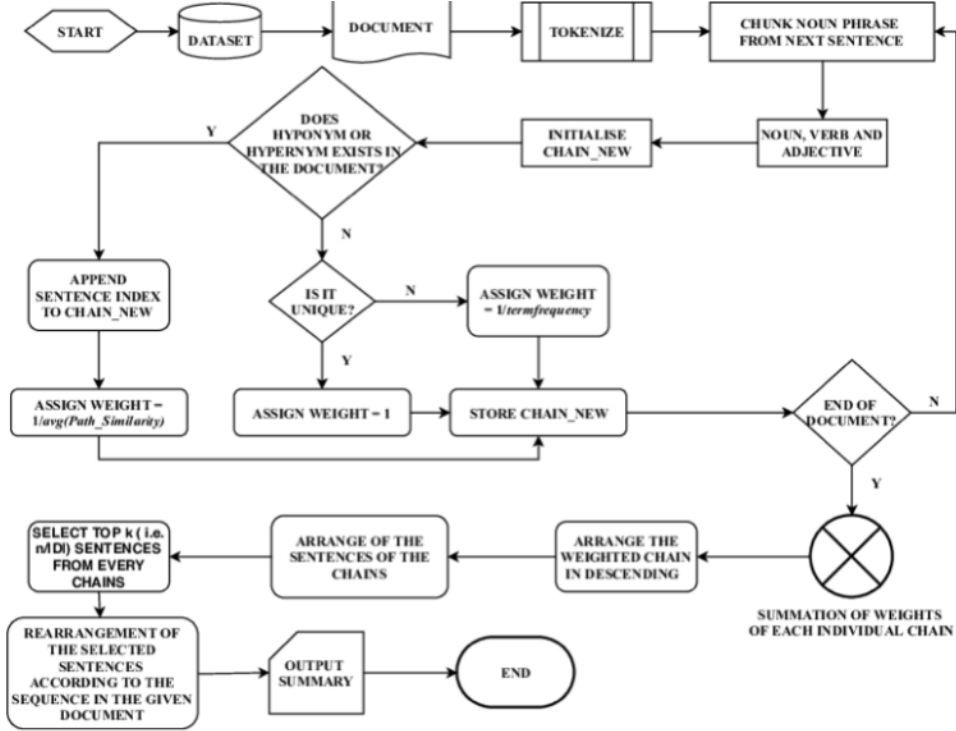 START
DATASET
DOCUMENT
TOKENIZE
CHUNK NOUN PHRASE
FROM NEXT SENTENCE
NOUN, VERB AND
ADJECTIVE
INITIALISE
CHAIN_NEW
DOES
HYPONYM OR
HYPERNYM EXISTS IN
THE DOCUMENT?
Y
N
APPEND
SENTENCE INDEX
TO CHAIN_NEW
IS IT
UNIQUE?
N
Y
ASSIGN WEIGHT
= 1/termfrequency
ASSIGN WEIGHT =
1/avg(Path_Similarity)
ASSIGN WEIGHT = 1
STORE CHAIN_NEW
END OF
DOCUMENT?
N
Y
SUMMATION OF WEIGHTS
OF EACH INDIVIDUAL CHAIN
ARRANGE THE
WEIGHTED CHAIN
IN DESCENDING
ARRANGE OF THE
SENTENCES OF THE
CHAINS
SELECT TOP k ( i.e.
n/IDI) SENTENCES
FROM EVERY
CHAINS
REARRANGEMENT OF
THE SELECTED
SENTENCES
ACCORDING TO THE
SEQUENCE IN THE GIVEN
DOCUMENT
OUTPUT
SUMMARY
END